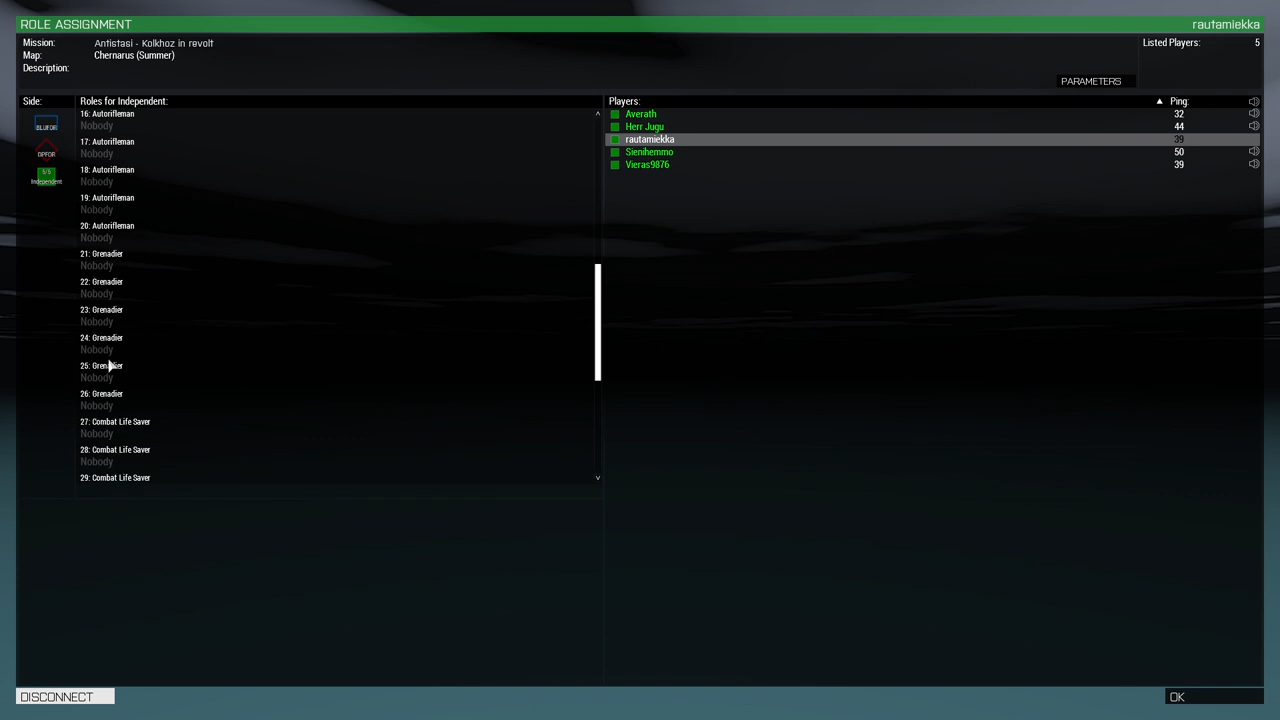 ROLE ASSIGNMENT rautamiekka
Mission: Antistasi - Kolkhoz in revolt Listed Players: 5
Map: Chernarus (Summer)
Description:
PARAMETERS
Side: Roles for Independent: Players: Ping:
BLUFOR
OPFOR
5/5
Independent
16: Autorifleman
Nobody
17: Autorifleman
Nobody
18: Autorifleman
Nobody
19: Autorifleman
Nobody
20: Autorifleman
Nobody
21: Grenadier
Nobody
22: Grenadier
Nobody
23: Grenadier
Nobody
24: Grenadier
Nobody
25: Grenadier
Nobody
26: Grenadier
Nobody
27: Combat Life Saver
Nobody
28: Combat Life Saver
Nobody
29: Combat Life Saver
Averath 32
Herr Jugu 44
rautamiekka 39
Sienihemmo 50
Vieras9876 39
DISCONNECT OK